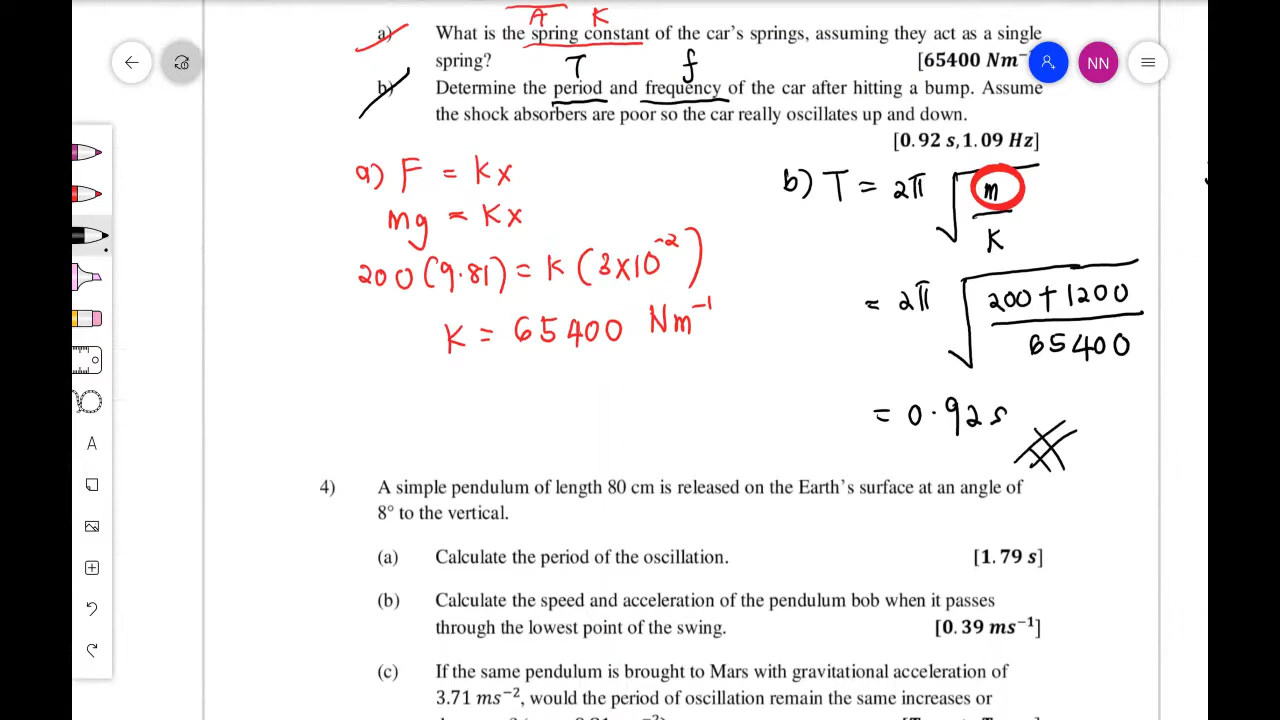 A K
a) What is the spring constant of the car's springs, assuming they act as a single
spring? [65400 Nm⁻
T f
b) Determine the period and frequency of the car after hitting a bump. Assume
the shock absorbers are poor so the car really oscillates up and down.
[0.92 s, 1.09 Hz]
NN
a) F = Kx
mg = Kx
200 (9.81) = K (3x10⁻²)
K = 65400 Nm⁻¹
b) T = 2π √(m/K)
= 2π √((200 + 1200)/65400)
= 0.92 s
4) A simple pendulum of length 80 cm is released on the Earth's surface at an angle of
8° to the vertical.
(a) Calculate the period of the oscillation. [1.79 s]
(b) Calculate the speed and acceleration of the pendulum bob when it passes
through the lowest point of the swing. [0.39 ms⁻¹]
(c) If the same pendulum is brought to Mars with gravitational acceleration of
3.71 ms⁻², would the period of oscillation remain the same increases or
A